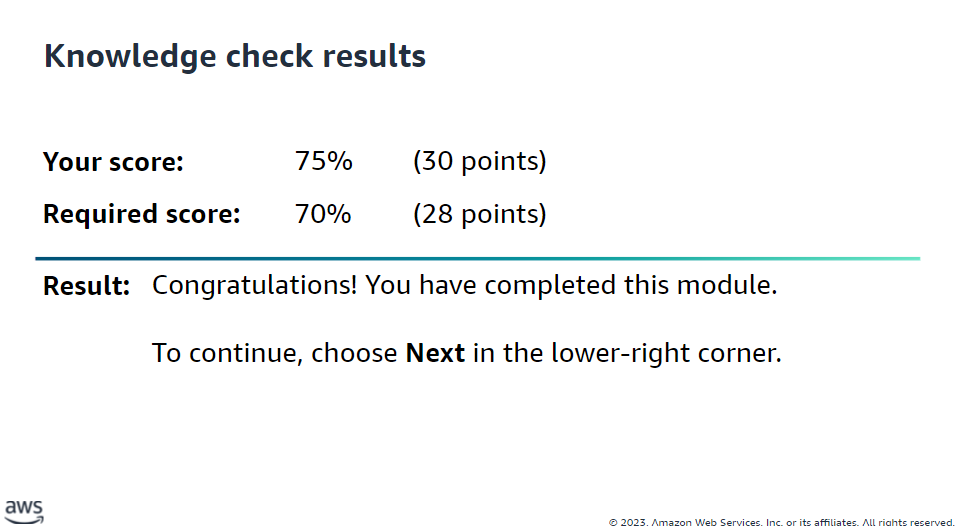 Knowledge check results
Your score: 75% (30 points)
Required score: 70% (28 points)
Result: Congratulations! You have completed this module.
To continue, choose Next in the lower-right corner.
aws
© 2023, Amazon Web Services, Inc. or its affiliates. All rights reserved.